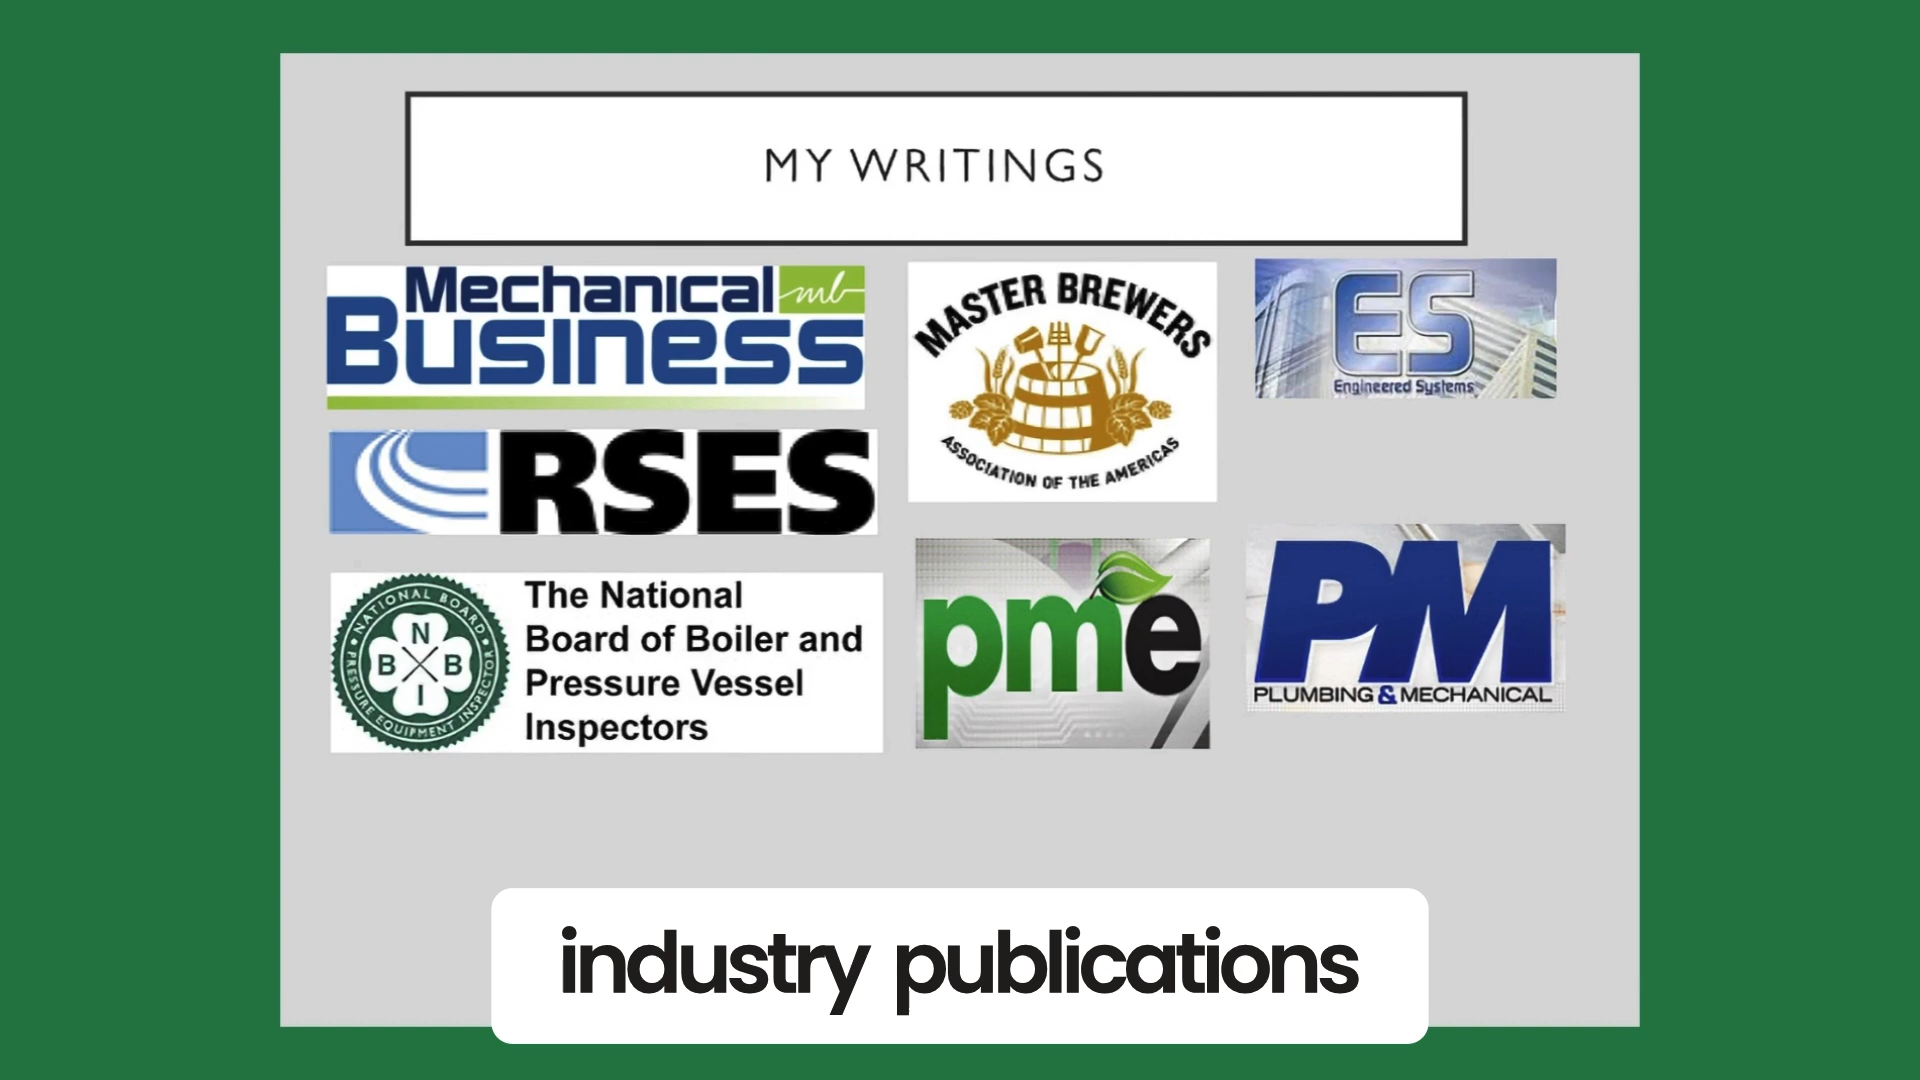 MY WRITINGS
Mechanical mb
Business
MASTER BREWERS
ASSOCIATION OF THE AMERICAS
ES
Engineered Systems
RSES
NATIONAL BOARD
PRESSURE EQUIPMENT INSPECTOR
N
B B
I
The National
Board of Boiler and
Pressure Vessel
Inspectors
pme
PM
PLUMBING & MECHANICAL
industry publications